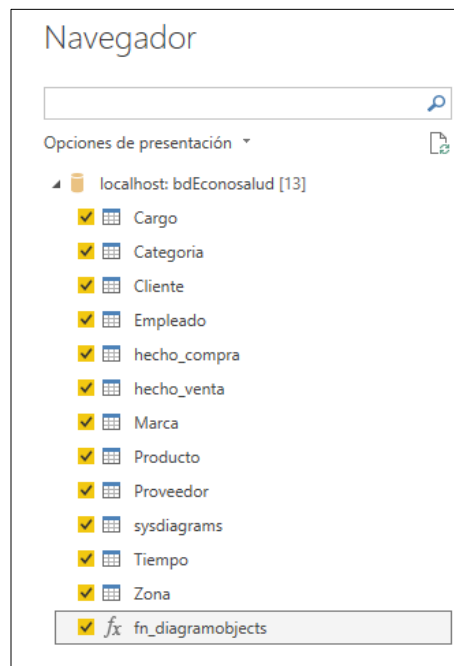 Navegador
Opciones de presentación
localhost: bdEconosalud [13]
Cargo
Categoria
Cliente
Empleado
hecho_compra
hecho_venta
Marca
Producto
Proveedor
sysdiagrams
Tiempo
Zona
fx fn_diagramobjects